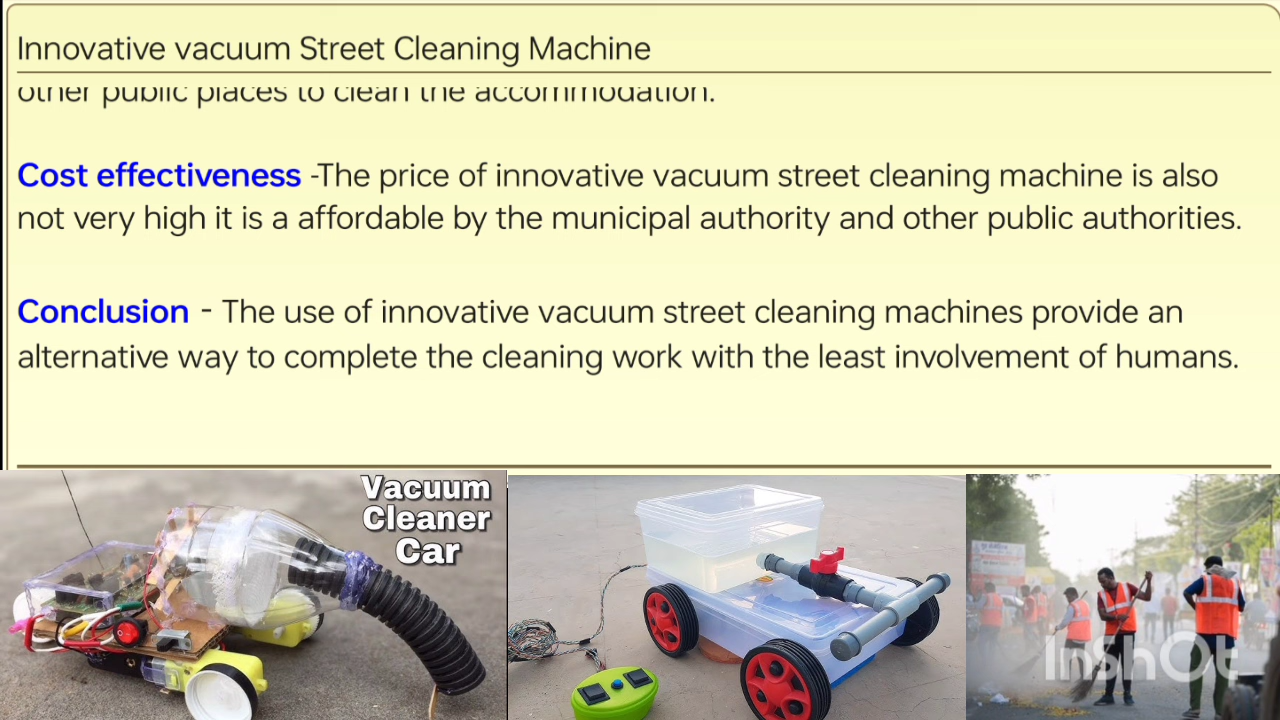 Innovative vacuum Street Cleaning Machine
other public places to clean the accommodation.
Cost effectiveness -The price of innovative vacuum street cleaning machine is also
not very high it is a affordable by the municipal authority and other public authorities.
Conclusion - The use of innovative vacuum street cleaning machines provide an
alternative way to complete the cleaning work with the least involvement of humans.
Vacuum
Cleaner
Car
InshOt